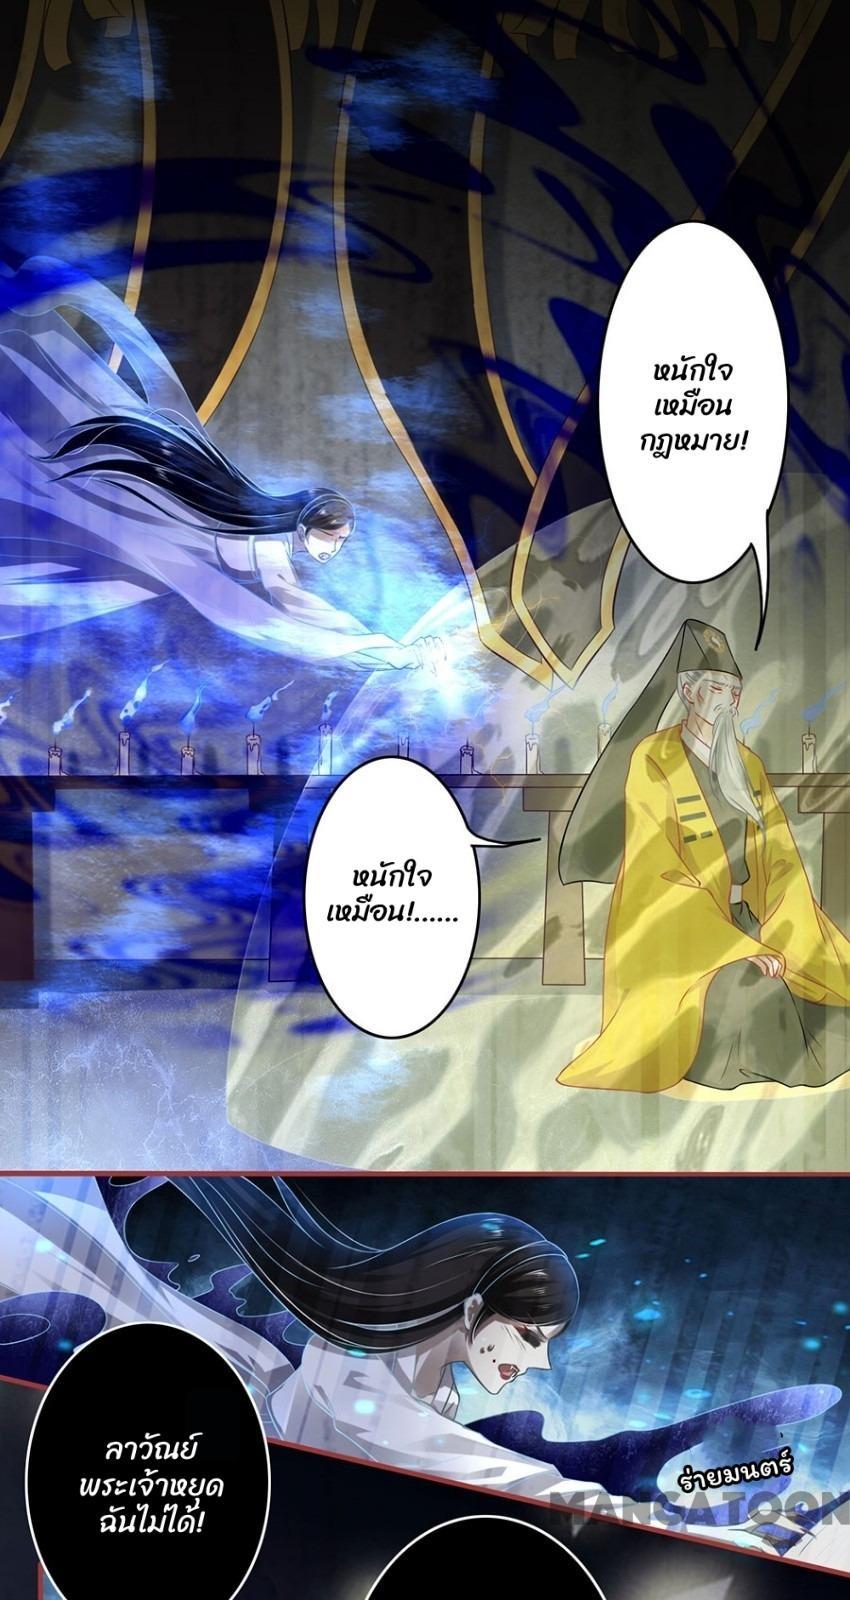 หนักใจ
เหมือน
กฎหมาย!
หนักใจ
เหมือน!......
ลาวัณย์
พระเจ้าหยุด
ฉันไม่ได้!
ร่ายมนตร์
MANGATOON